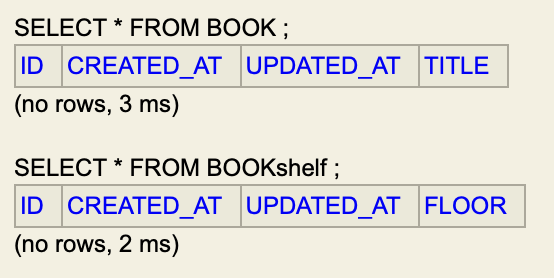 SELECT * FROM BOOK ;
ID CREATED_AT UPDATED_AT TITLE
(no rows, 3 ms)
SELECT * FROM BOOKshelf ;
ID CREATED_AT UPDATED_AT FLOOR
(no rows, 2 ms)